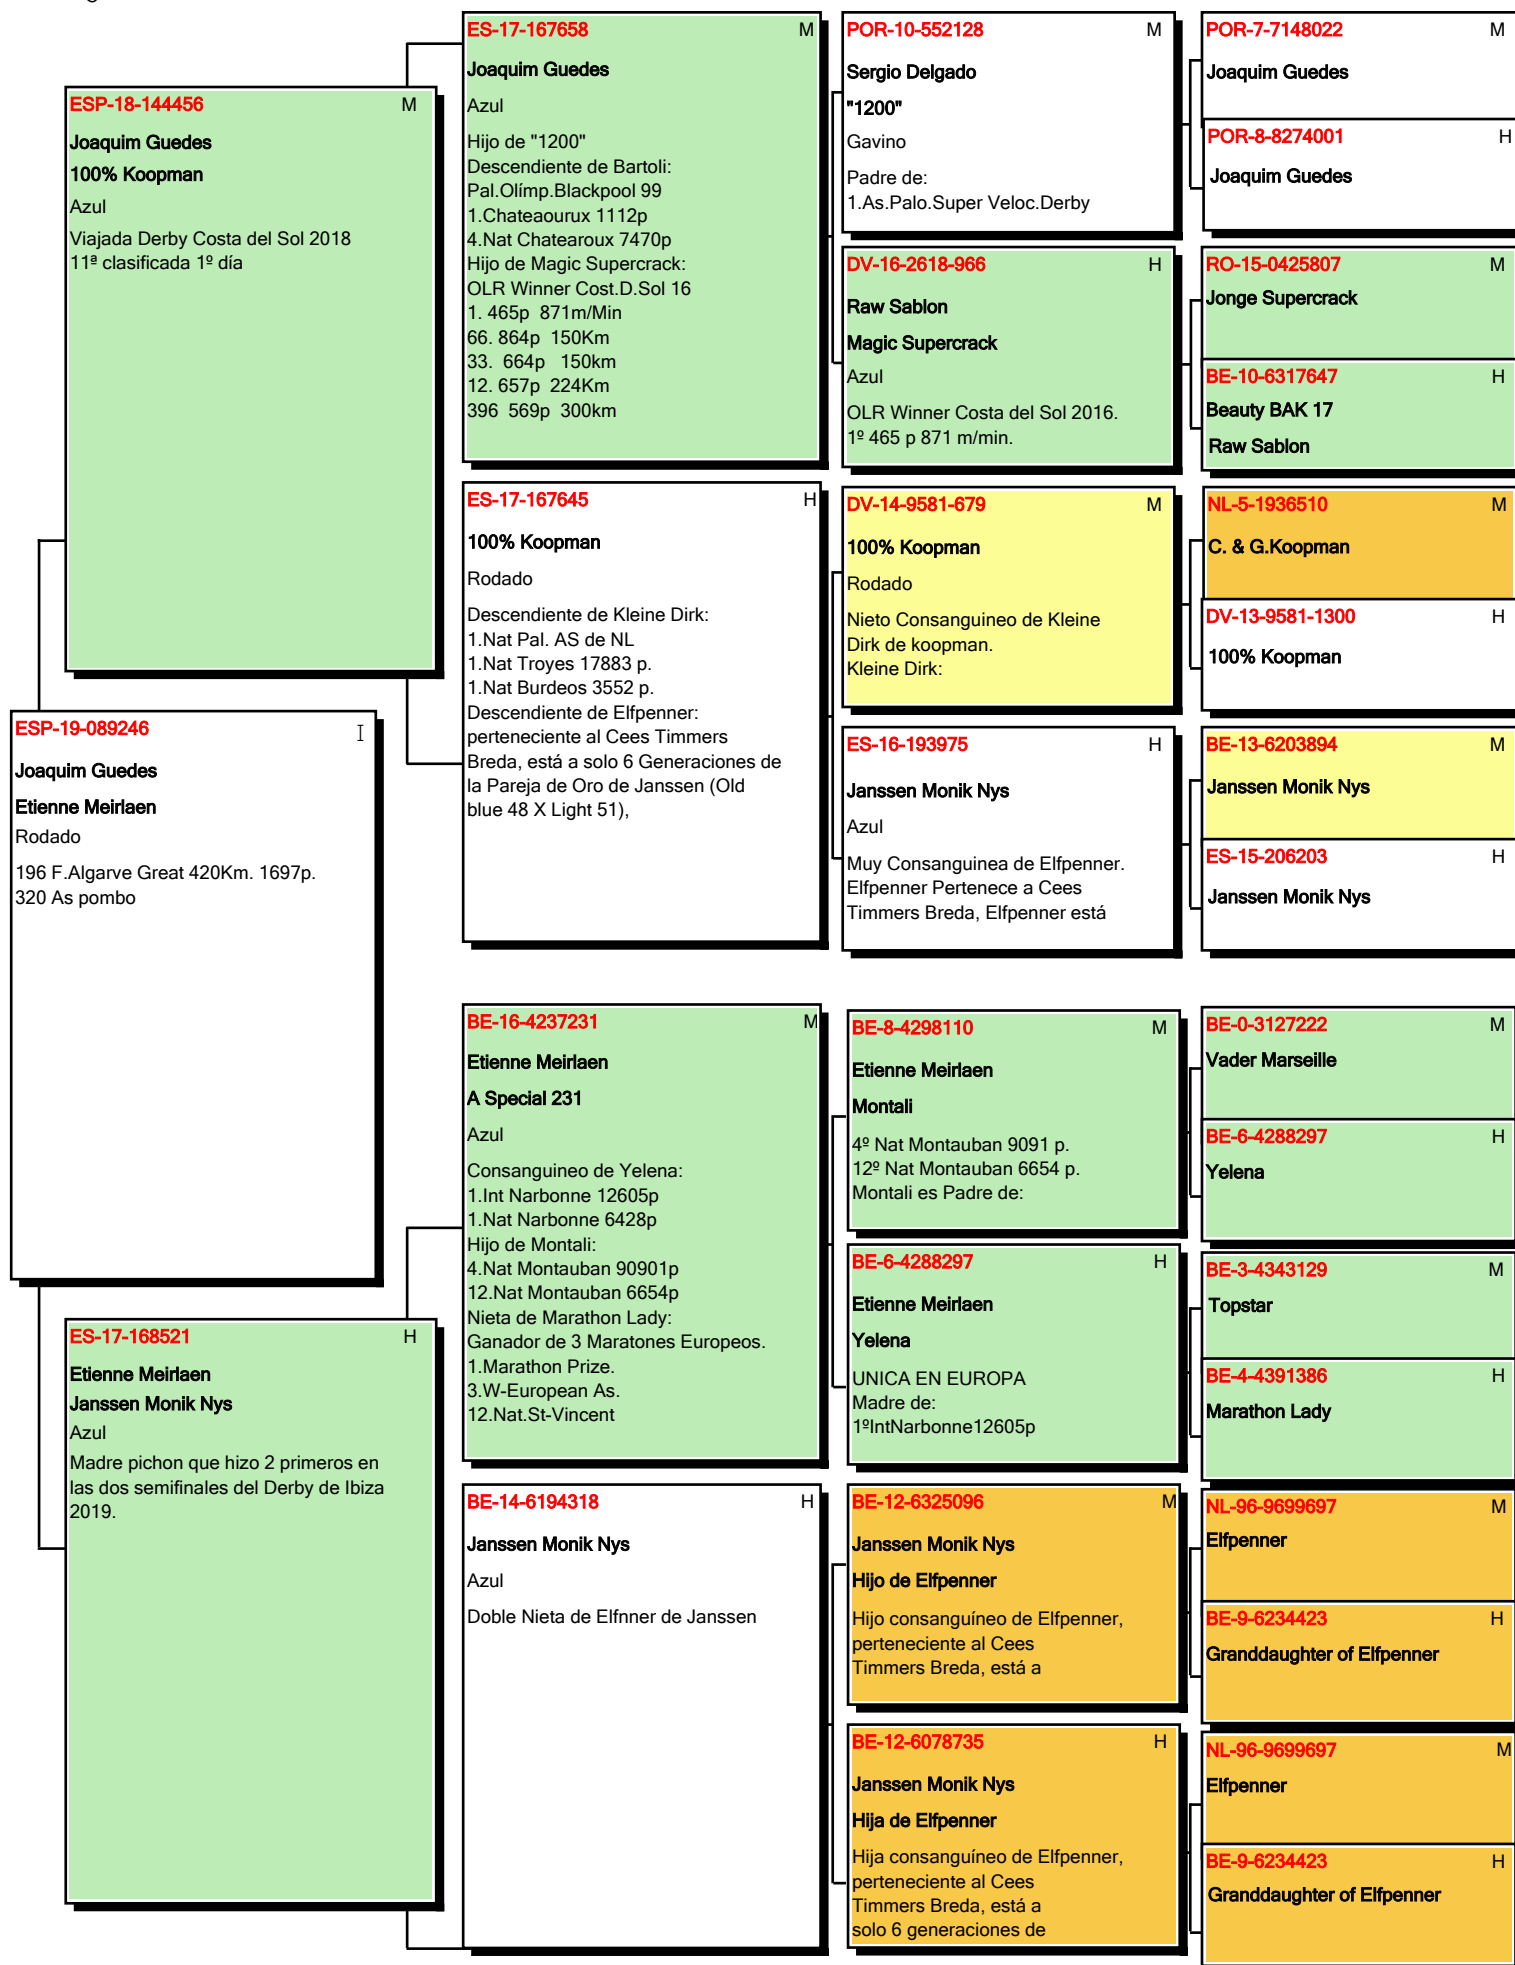 ESP-19-089246 I
Joaquim Guedes
Etienne Meirlaen
Rodado
196 F.Algarve Great 420Km. 1697p.
320 As pombo
ESP-18-144456 M
Joaquim Guedes
100% Koopman
Azul
Viajada Derby Costa del Sol 2018
11ª clasificada 1º día
ES-17-168521 H
Etienne Meirlaen
Janssen Monik Nys
Azul
Madre pichon que hizo 2 primeros en
las dos semifinales del Derby de Ibiza
2019.
ES-17-167658 M
Joaquim Guedes
Azul
Hijo de "1200"
Descendiente de Bartoli:
Pal.Olímp.Blackpool 99
1.Chateaourux 1112p
4.Nat Chatearoux 7470p
Hijo de Magic Supercrack:
OLR Winner Cost.D.Sol 16
1. 465p 871m/Min
66. 864p 150Km
33. 664p 150km
12. 657p 224Km
396 569p 300km
ES-17-167645 H
100% Koopman
Rodado
Descendiente de Kleine Dirk:
1.Nat Pal. AS de NL
1.Nat Troyes 17883 p.
1.Nat Burdeos 3552 p.
Descendiente de Elfpenner:
perteneciente al Cees Timmers
Breda, está a solo 6 Generaciones de
la Pareja de Oro de Janssen (Old
blue 48 X Light 51),
BE-16-4237231 M
Etienne Meirlaen
A Special 231
Azul
Consanguineo de Yelena:
1.Int Narbonne 12605p
1.Nat Narbonne 6428p
Hijo de Montali:
4.Nat Montauban 90901p
12.Nat Montauban 6654p
Nieta de Marathon Lady:
Ganador de 3 Maratones Europeos.
1.Marathon Prize.
3.W-European As.
12.Nat.St-Vincent
BE-14-6194318 H
Janssen Monik Nys
Azul
Doble Nieta de Elfnner de Janssen
POR-10-552128 M
Sergio Delgado
"1200"
Gavino
Padre de:
1.As.Palo.Super Veloc.Derby
DV-16-2618-966 H
Raw Sablon
Magic Supercrack
Azul
OLR Winner Costa del Sol 2016.
1º 465 p 871 m/min.
DV-14-9581-679 M
100% Koopman
Rodado
Nieto Consanguineo de Kleine
Dirk de koopman.
Kleine Dirk:
ES-16-193975 H
Janssen Monik Nys
Azul
Muy Consanguinea de Elfpenner.
Elfpenner Pertenece a Cees
Timmers Breda, Elfpenner está
BE-8-4298110 M
Etienne Meirlaen
Montali
4º Nat Montauban 9091 p.
12º Nat Montauban 6654 p.
Montali es Padre de:
BE-6-4288297 H
Etienne Meirlaen
Yelena
UNICA EN EUROPA
Madre de:
1ºIntNarbonne12605p
BE-12-6325096 M
Janssen Monik Nys
Hijo de Elfpenner
Hijo consanguíneo de Elfpenner,
perteneciente al Cees
Timmers Breda, está a
BE-12-6078735 H
Janssen Monik Nys
Hija de Elfpenner
Hija consanguíneo de Elfpenner,
perteneciente al Cees
Timmers Breda, está a
solo 6 generaciones de
POR-7-7148022 M
Joaquim Guedes
POR-8-8274001 H
Joaquim Guedes
RO-15-0425807 M
Jonge Supercrack
BE-10-6317647 H
Beauty BAK 17
Raw Sablon
NL-5-1936510 M
C. & G.Koopman
DV-13-9581-1300 H
100% Koopman
BE-13-6203894 M
Janssen Monik Nys
ES-15-206203 H
Janssen Monik Nys
BE-0-3127222 M
Vader Marseille
BE-6-4288297 H
Yelena
BE-3-4343129 M
Topstar
BE-4-4391386 H
Marathon Lady
NL-96-9699697 M
Elfpenner
BE-9-6234423 H
Granddaughter of Elfpenner
NL-96-9699697 M
Elfpenner
BE-9-6234423 H
Granddaughter of Elfpenner